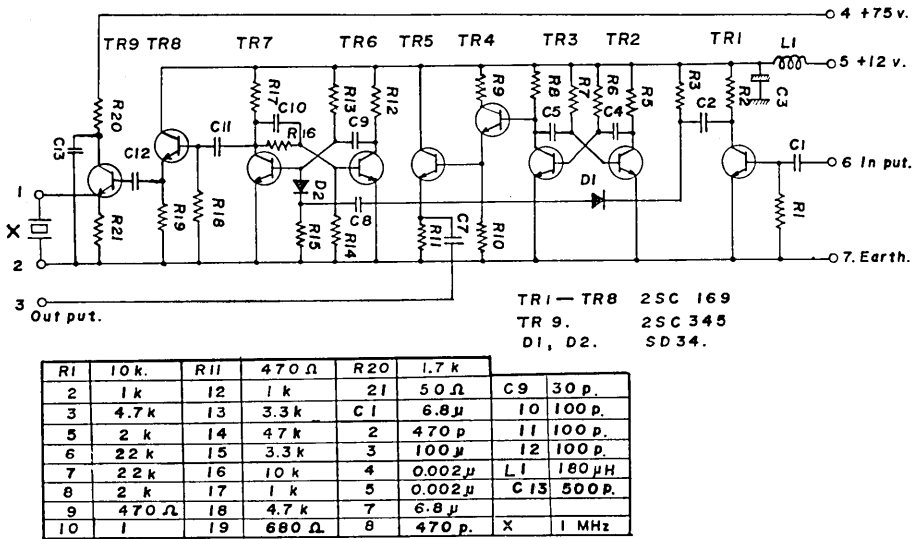 4 +75 v.
TR9 TR8 TR7 TR6 TR5 TR4 TR3 TR2 TR1 L1
5 +12 v.
R20 R17 C10 R13 R12 R9 R8 R7 R6 R5 R3 R2 C3
C13 C12 C11 R16 C9 C5 C4 C2 C1
6 In put.
1
X
R21 R19 R18 D2 R15 C8 R14 R11 C7 R10 D1 R1
2
7. Earth.
3
Out put.
TR1—TR8 2SC 169
TR 9. 2SC 345
D1, D2. SD34.
R1 10k. R11 470 Ω R20 1.7 k
2 1 k 12 1 k 21 50 Ω C9 30 p.
3 4.7 k 13 3.3 k C1 6.8 μ 10 100 p.
5 2 k 14 47 k 2 470 p 11 100 p.
6 22 k 15 3.3 k 3 100 μ 12 100 p.
7 22 k 16 10 k 4 0.002 μ L1 180 μH
8 2 k 17 1 k 5 0.002 μ C13 500 p.
9 470 Ω 18 4.7 k 7 6.8 μ
10 1 19 680 Ω 8 470 p. X 1 MHz